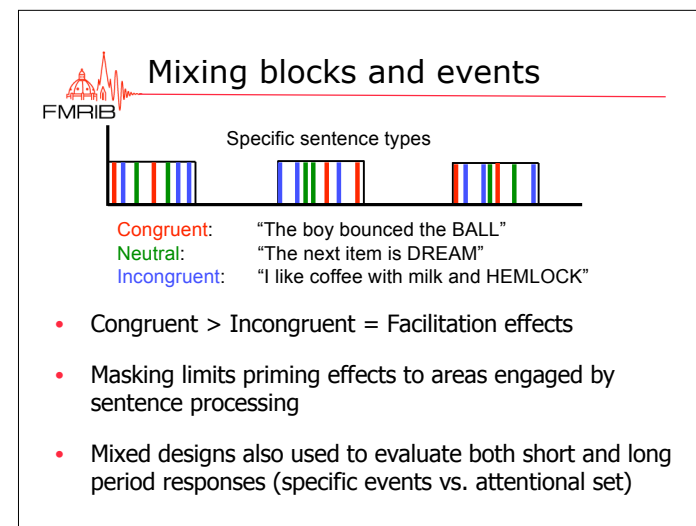 Mixing blocks and events
FMRIB
Specific sentence types
Congruent: “The boy bounced the BALL”
Neutral: “The next item is DREAM”
Incongruent: “I like coffee with milk and HEMLOCK”
• Congruent > Incongruent = Facilitation effects
• Masking limits priming effects to areas engaged by
sentence processing
• Mixed designs also used to evaluate both short and long
period responses (specific events vs. attentional set)